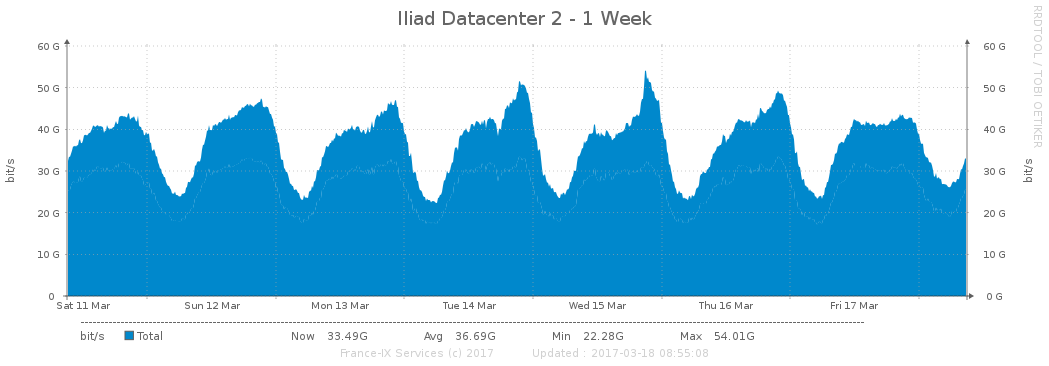 Iliad Datacenter 2 - 1 Week
RRDTOOL / TOBI OETIKER
60 G 60 G
50 G 50 G
40 G 40 G
30 G 30 G
20 G 20 G
10 G 10 G
0 0 G
bit/s bit/s
Sat 11 Mar Sun 12 Mar Mon 13 Mar Tue 14 Mar Wed 15 Mar Thu 16 Mar Fri 17 Mar
bit/s Total Now 33.49G Avg 36.69G Min 22.28G Max 54.01G
France-IX Services (c) 2017 Updated : 2017-03-18 08:55:08